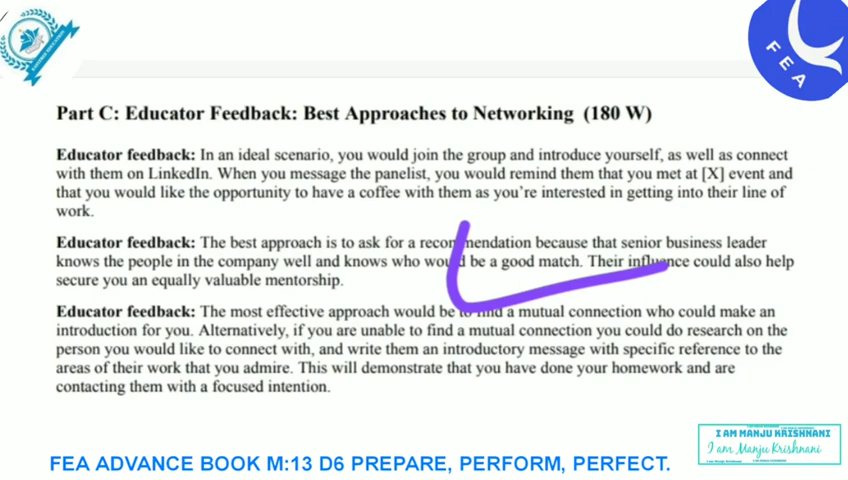 FEA
Part C: Educator Feedback: Best Approaches to Networking (180 W)
Educator feedback: In an ideal scenario, you would join the group and introduce yourself, as well as connect
with them on LinkedIn. When you message the panelist, you would remind them that you met at [X] event and
that you would like the opportunity to have a coffee with them as you're interested in getting into their line of
work.
Educator feedback: The best approach is to ask for a recommendation because that senior business leader
knows the people in the company well and knows who would be a good match. Their influence could also help
secure you an equally valuable mentorship.
Educator feedback: The most effective approach would be to find a mutual connection who could make an
introduction for you. Alternatively, if you are unable to find a mutual connection you could do research on the
person you would like to connect with, and write them an introductory message with specific reference to the
areas of their work that you admire. This will demonstrate that you have done your homework and are
contacting them with a focused intention.
I AM MANJU KRISHNANI
I am Manju Krishnani
FEA ADVANCE BOOK M:13 D6 PREPARE, PERFORM, PERFECT.